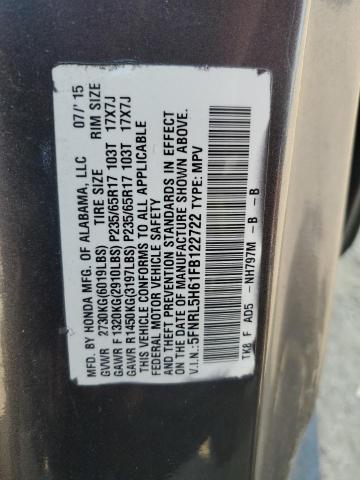 MFD. BY HONDA MFG. OF ALABAMA, LLC 07/'15
GVWR 2730KG(6019LBS) TIRE SIZE RIM SIZE
GAWR F 1320KG(2910LBS) P235/65R17 103T 17X7J
GAWR R 1450KG(3197LBS) P235/65R17 103T 17X7J
THIS VEHICLE CONFORMS TO ALL APPLICABLE
FEDERAL MOTOR VEHICLE SAFETY, BUMPER,
AND THEFT PREVENTION STANDARDS IN EFFECT
ON THE DATE OF MANUFACTURE SHOWN ABOVE.
V.I.N.: 5FNRL5H61FB122722 TYPE: MPV
TK8 F AD5 -NH797M -B -B